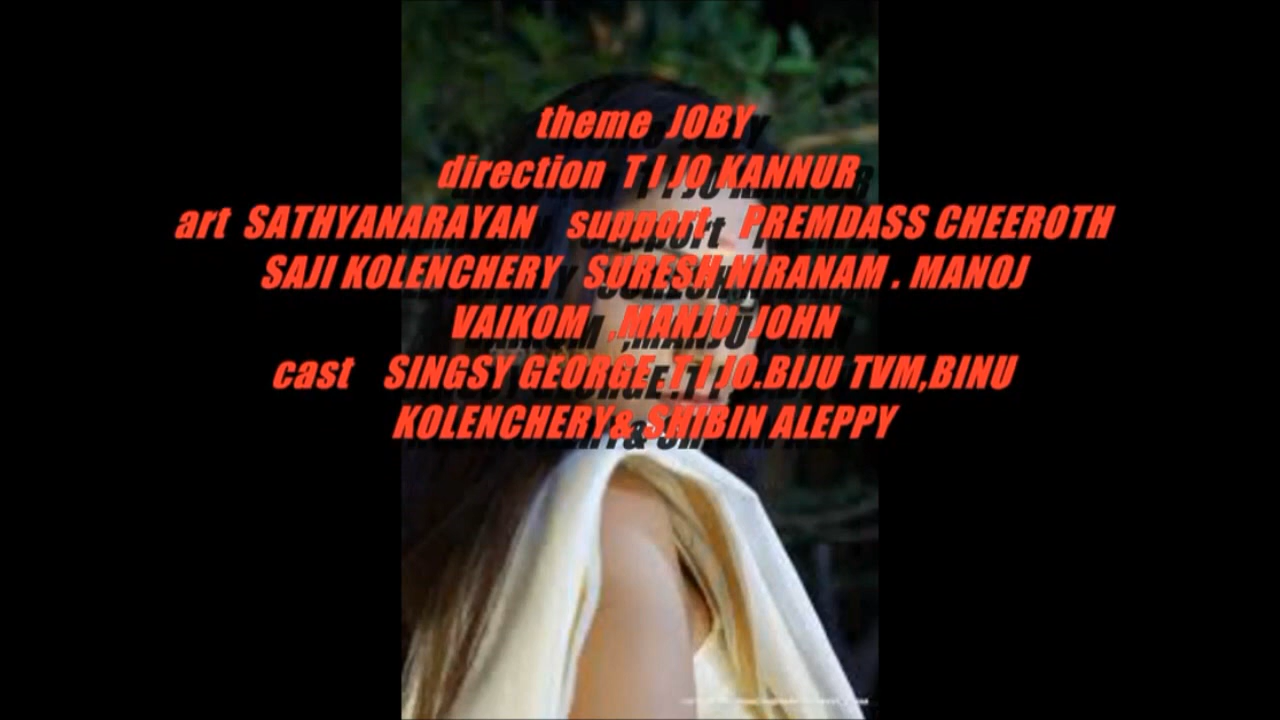 theme JOBY
direction T I JO KANNUR
art SATHYANARAYAN support PREMDASS CHEEROTH
SAJI KOLENCHERY SURESH NIRANAM . MANOJ
VAIKOM ,MANJU JOHN
cast SINGSY GEORGE .T I JO.BIJU TVM,BINU
KOLENCHERY& SHIBIN ALEPPY